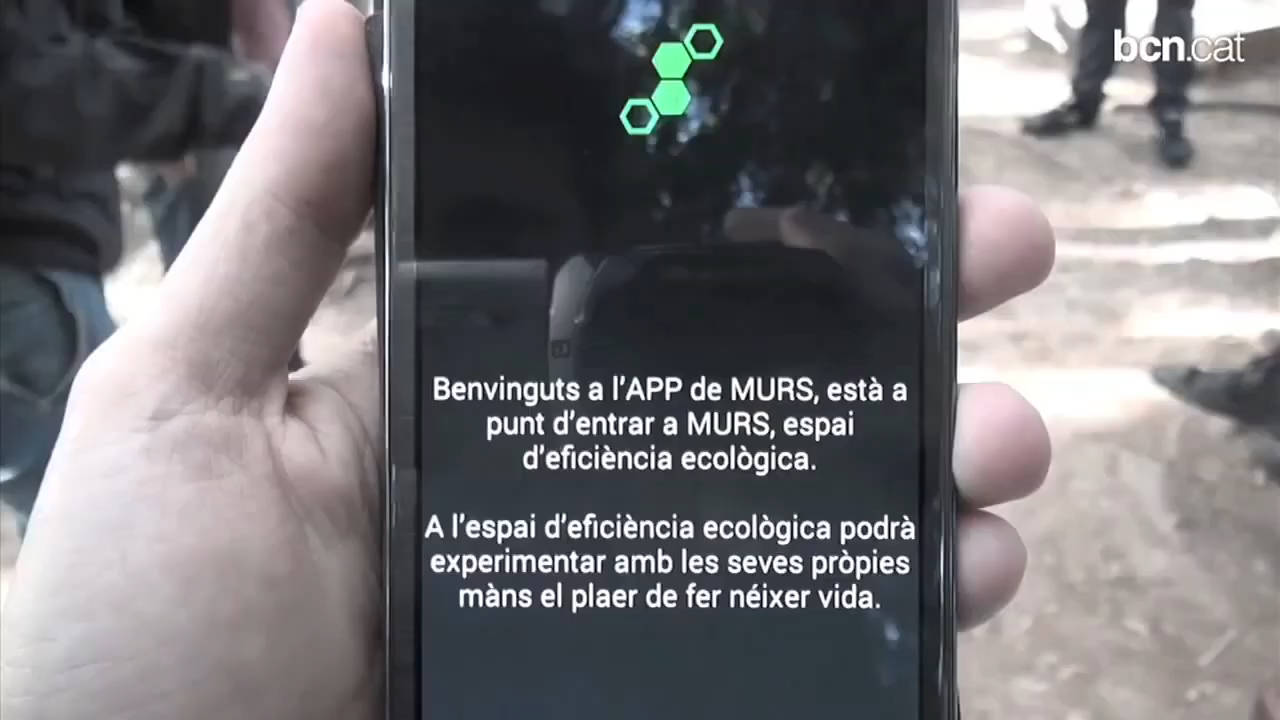 bcn.cat
Benvinguts a l'APP de MURS, està a
punt d'entrar a MURS, espai
d'eficiència ecològica.
A l'espai d'eficiència ecològica podrà
experimentar amb les seves pròpies
màns el plaer de fer néixer vida.